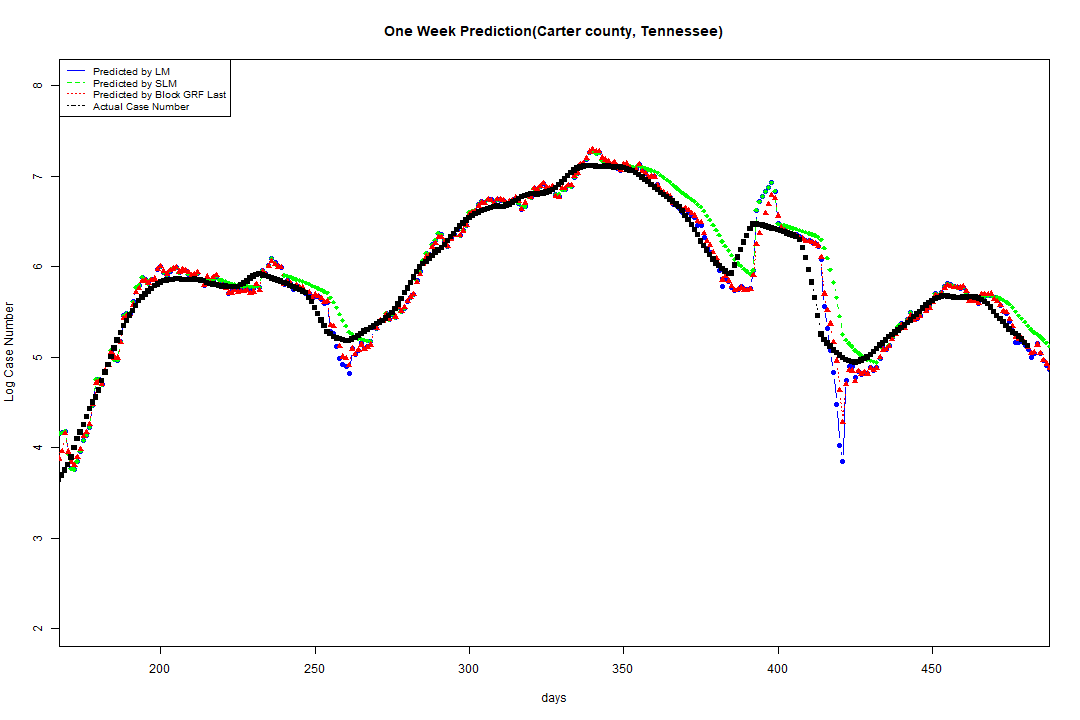 One Week Prediction(Carter county, Tennessee)
Predicted by LM
Predicted by SLM
Predicted by Block GRF Last
Actual Case Number
Log Case Number
8
7
6
5
4
3
2
200 250 300 350 400 450
days